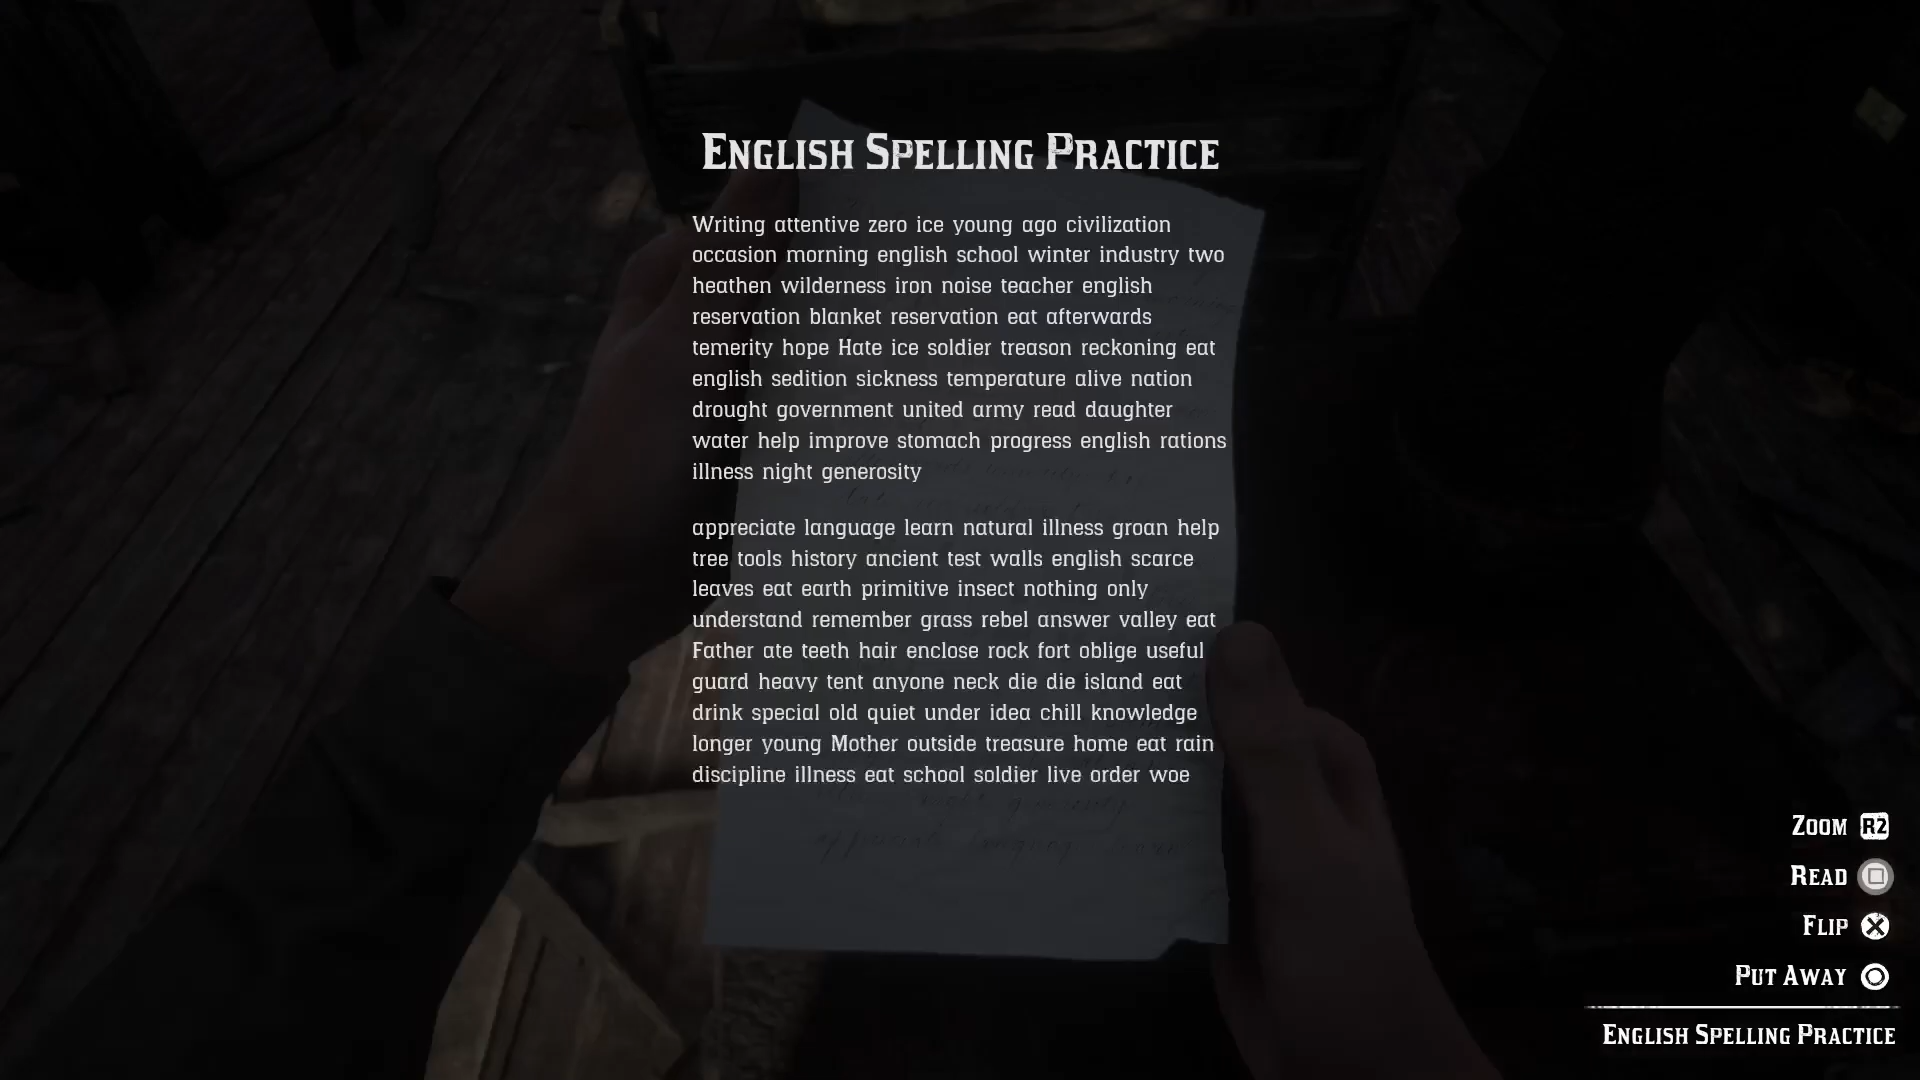 English Spelling Practice
Writing attentive zero ice young ago civilization
occasion morning english school winter industry two
heathen wilderness iron noise teacher english
reservation blanket reservation eat afterwards
temerity hope Hate ice soldier treason reckoning eat
english sedition sickness temperature alive nation
drought government united army read daughter
water help improve stomach progress english rations
illness night generosity
appreciate language learn natural illness groan help
tree tools history ancient test walls english scarce
leaves eat earth primitive insect nothing only
understand remember grass rebel answer valley eat
Father ate teeth hair enclose rock fort oblige useful
guard heavy tent anyone neck die die island eat
drink special old quiet under idea chill knowledge
longer young Mother outside treasure home eat rain
discipline illness eat school soldier live order woe
Zoom R2
Read
Flip
Put Away
English Spelling Practice